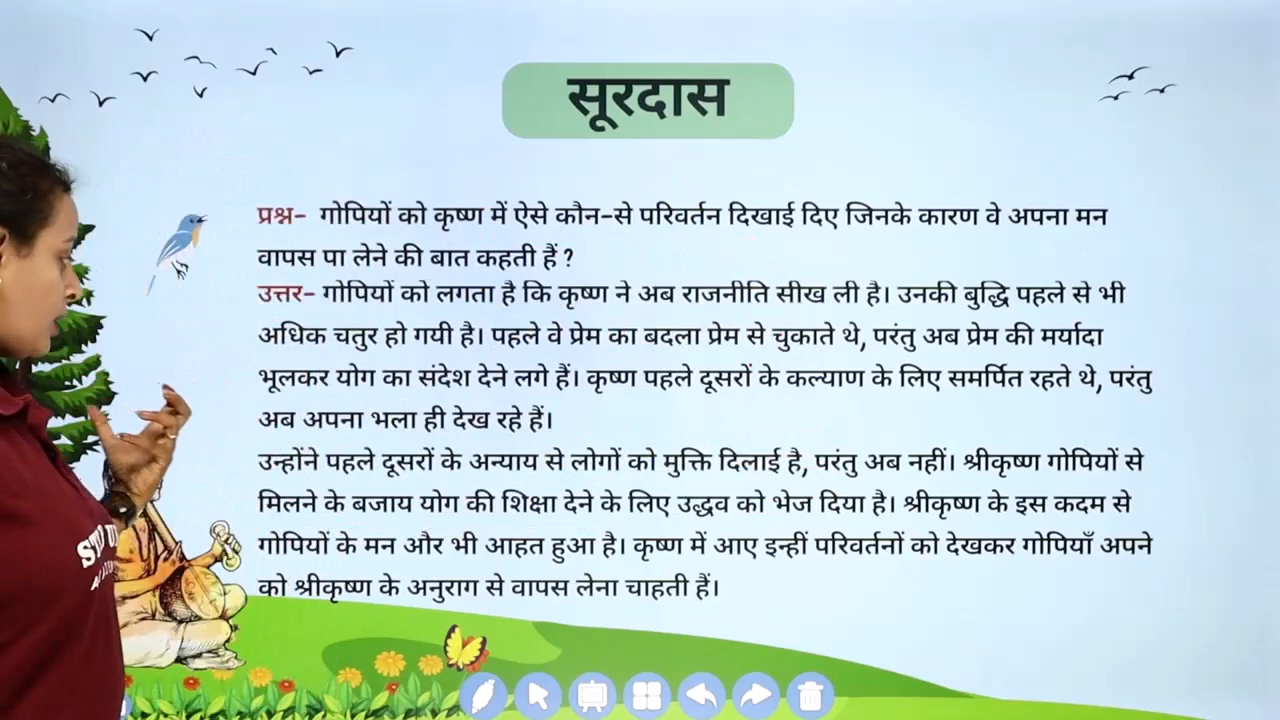 सूरदास
प्रश्न- गोपियों को कृष्ण में ऐसे कौन-से परिवर्तन दिखाई दिए जिनके कारण वे अपना मन
वापस पा लेने की बात कहती हैं ?
उत्तर- गोपियों को लगता है कि कृष्ण ने अब राजनीति सीख ली है। उनकी बुद्धि पहले से भी
अधिक चतुर हो गयी है। पहले वे प्रेम का बदला प्रेम से चुकाते थे, परंतु अब प्रेम की मर्यादा
भूलकर योग का संदेश देने लगे हैं। कृष्ण पहले दूसरों के कल्याण के लिए समर्पित रहते थे, परंतु
अब अपना भला ही देख रहे हैं।
उन्होंने पहले दूसरों के अन्याय से लोगों को मुक्ति दिलाई है, परंतु अब नहीं। श्रीकृष्ण गोपियों से
मिलने के बजाय योग की शिक्षा देने के लिए उद्धव को भेज दिया है। श्रीकृष्ण के इस कदम से
गोपियों के मन और भी आहत हुआ है। कृष्ण में आए इन्हीं परिवर्तनों को देखकर गोपियाँ अपने
को श्रीकृष्ण के अनुराग से वापस लेना चाहती हैं।